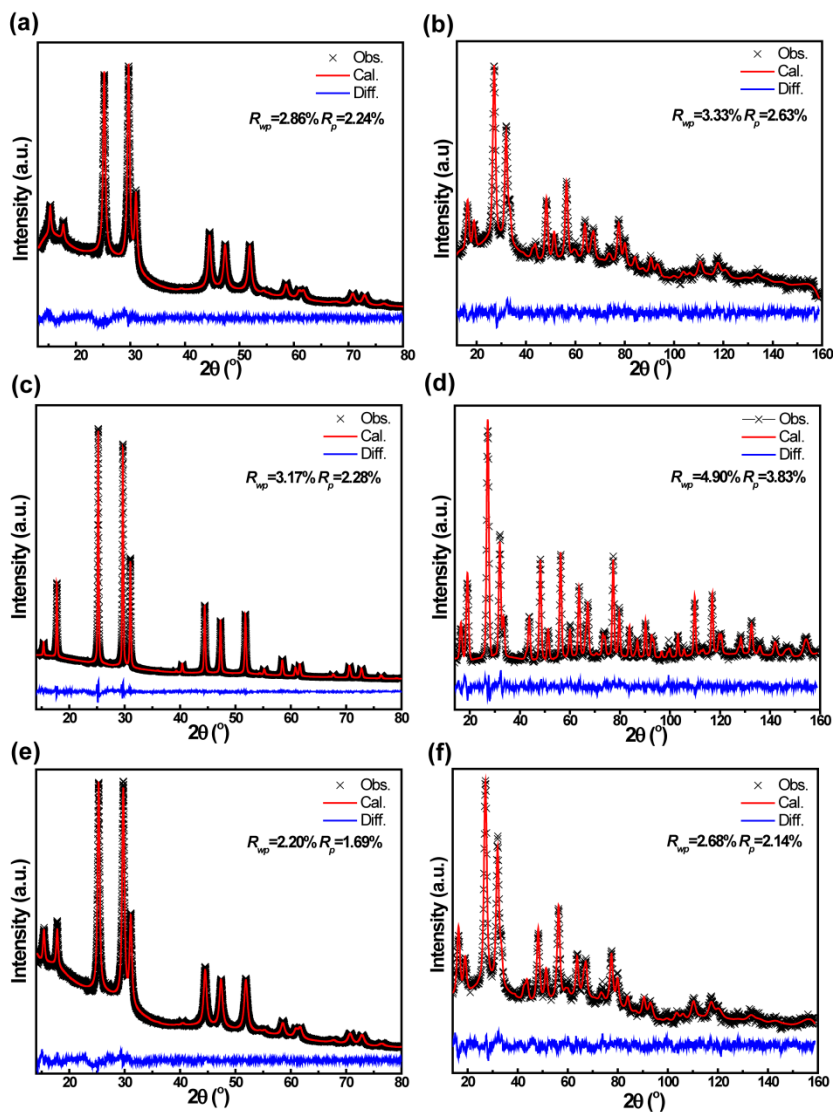 (a)
× Obs.
Cal.
Diff.
Rwp=2.86% Rp=2.24%
Intensity (a.u.)
20 30 40 50 60 70 80
2θ (°)
(b)
× Obs.
Cal.
Diff.
Rwp=3.33% Rp=2.63%
Intensity (a.u)
20 40 60 80 100 120 140 160
2θ (°)
(c)
× Obs.
Cal.
Diff.
Rwp=3.17% Rp=2.28%
Intensity (a.u.)
20 30 40 50 60 70 80
2θ (°)
(d)
× Obs.
Cal.
Diff.
Rwp=4.90% Rp=3.83%
Intensity (a.u.)
20 40 60 80 100 120 140 160
2θ (°)
(e)
× Obs.
Cal.
Diff.
Rwp=2.20% Rp=1.69%
Intensity (a.u.)
20 30 40 50 60 70 80
2θ (°)
(f)
× Obs.
Cal.
Diff.
Rwp=2.68% Rp=2.14%
Intensity (a.u.)
20 40 60 80 100 120 140 160
2θ (°)